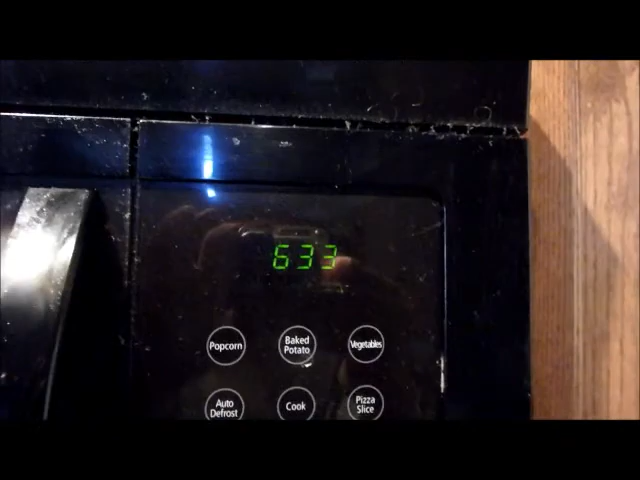 633
Popcorn
Baked
Potato
Vegetables
Auto
Defrost
Cook
Pizza
Slice